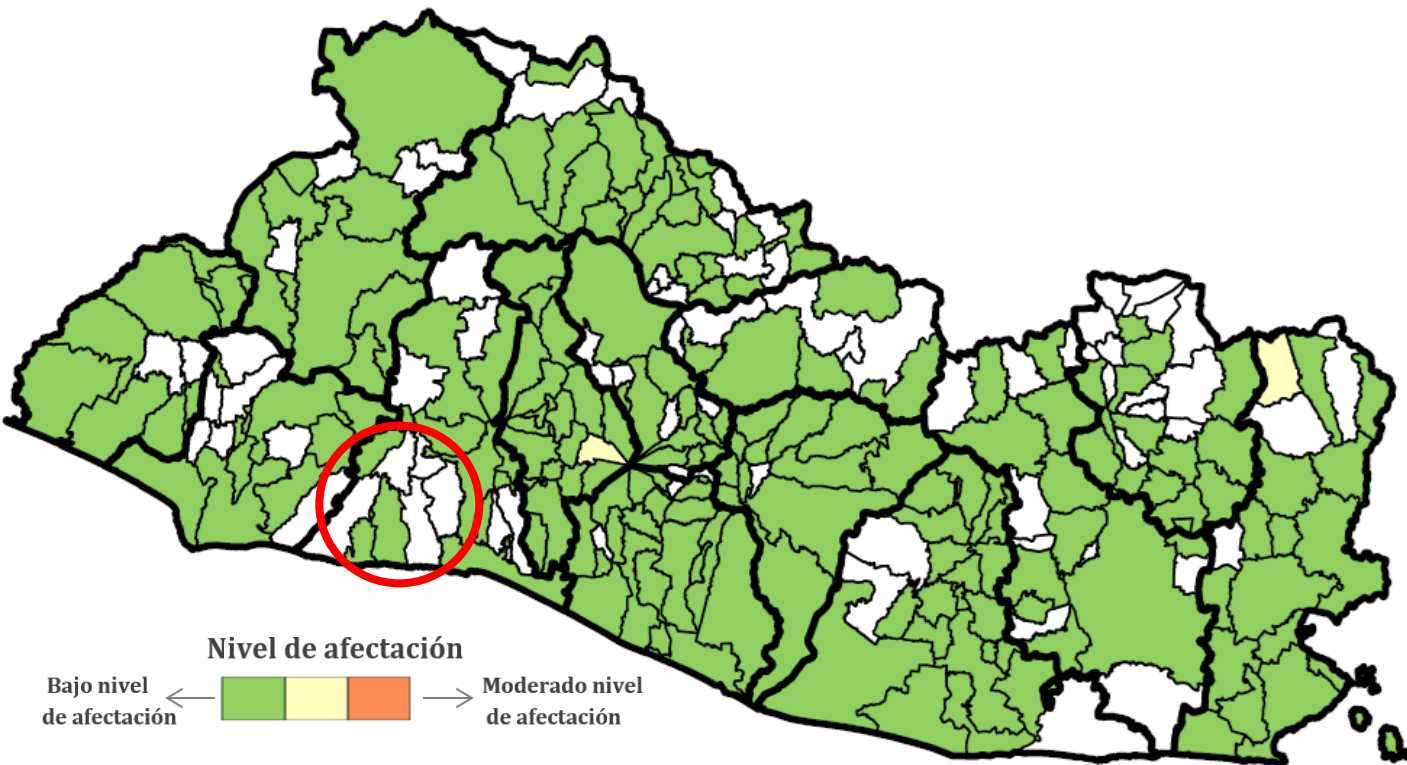 Nivel de afectación
Bajo nivel
de afectación
Moderado nivel
de afectación